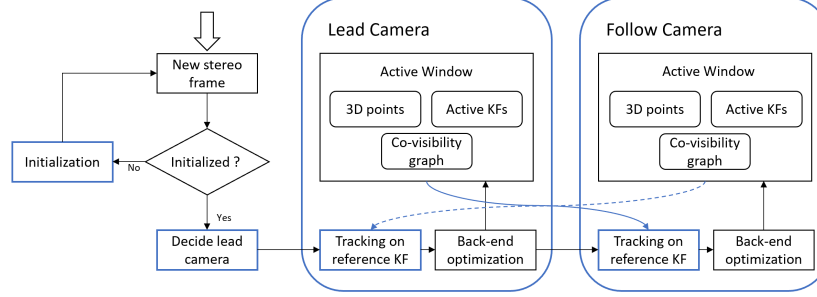 New stereo
frame
Initialized ?
No
Initialization
Yes
Decide lead
camera
Lead Camera
Active Window
3D points
Active KFs
Co-visibility
graph
Tracking on
reference KF
Back-end
optimization
Follow Camera
Active Window
3D points
Active KFs
Co-visibility
graph
Tracking on
reference KF
Back-end
optimization